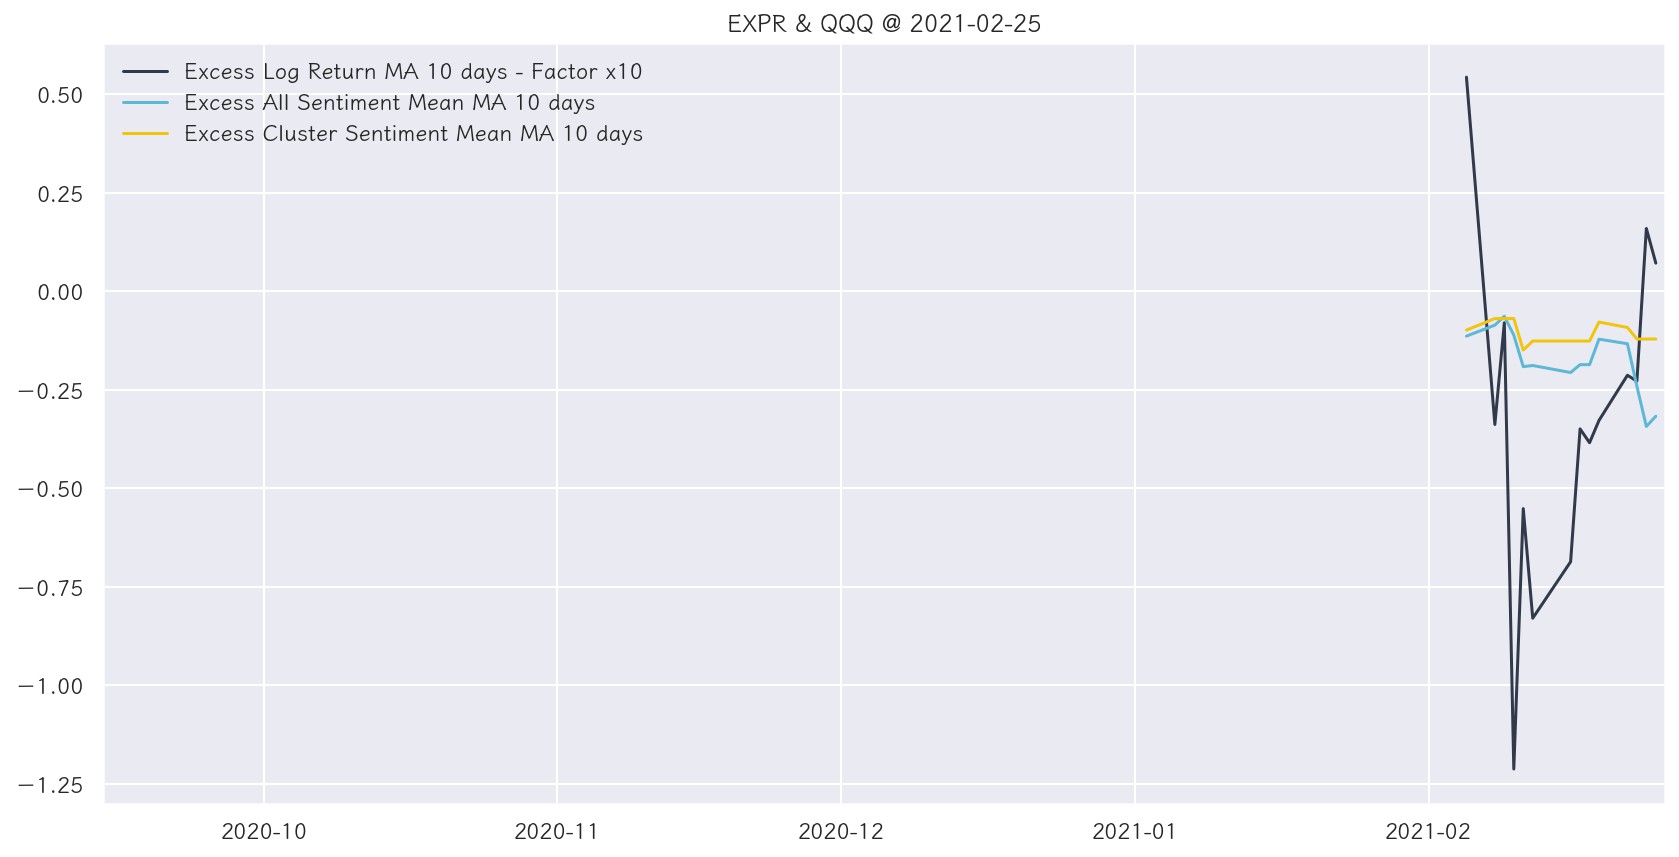 EXPR & QQQ @ 2021-02-25
Excess Log Return MA 10 days - Factor x10
Excess All Sentiment Mean MA 10 days
Excess Cluster Sentiment Mean MA 10 days
0.50
0.25
0.00
−0.25
−0.50
−0.75
−1.00
−1.25
2020-10 2020-11 2020-12 2021-01 2021-02